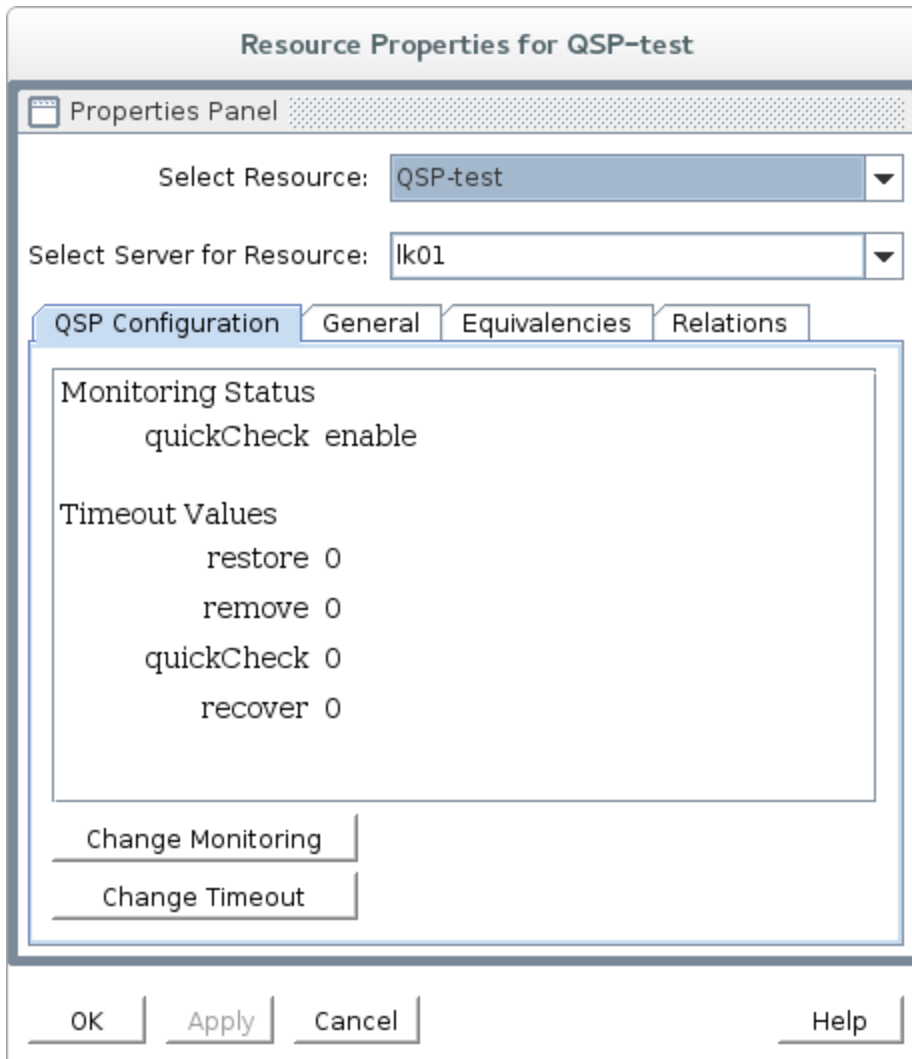 Resource Properties for QSP-test
Properties Panel
Select Resource: QSP-test
Select Server for Resource: lk01
QSP Configuration General Equivalencies Relations
Monitoring Status
quickCheck enable
Timeout Values
restore 0
remove 0
quickCheck 0
recover 0
Change Monitoring
Change Timeout
OK Apply Cancel Help